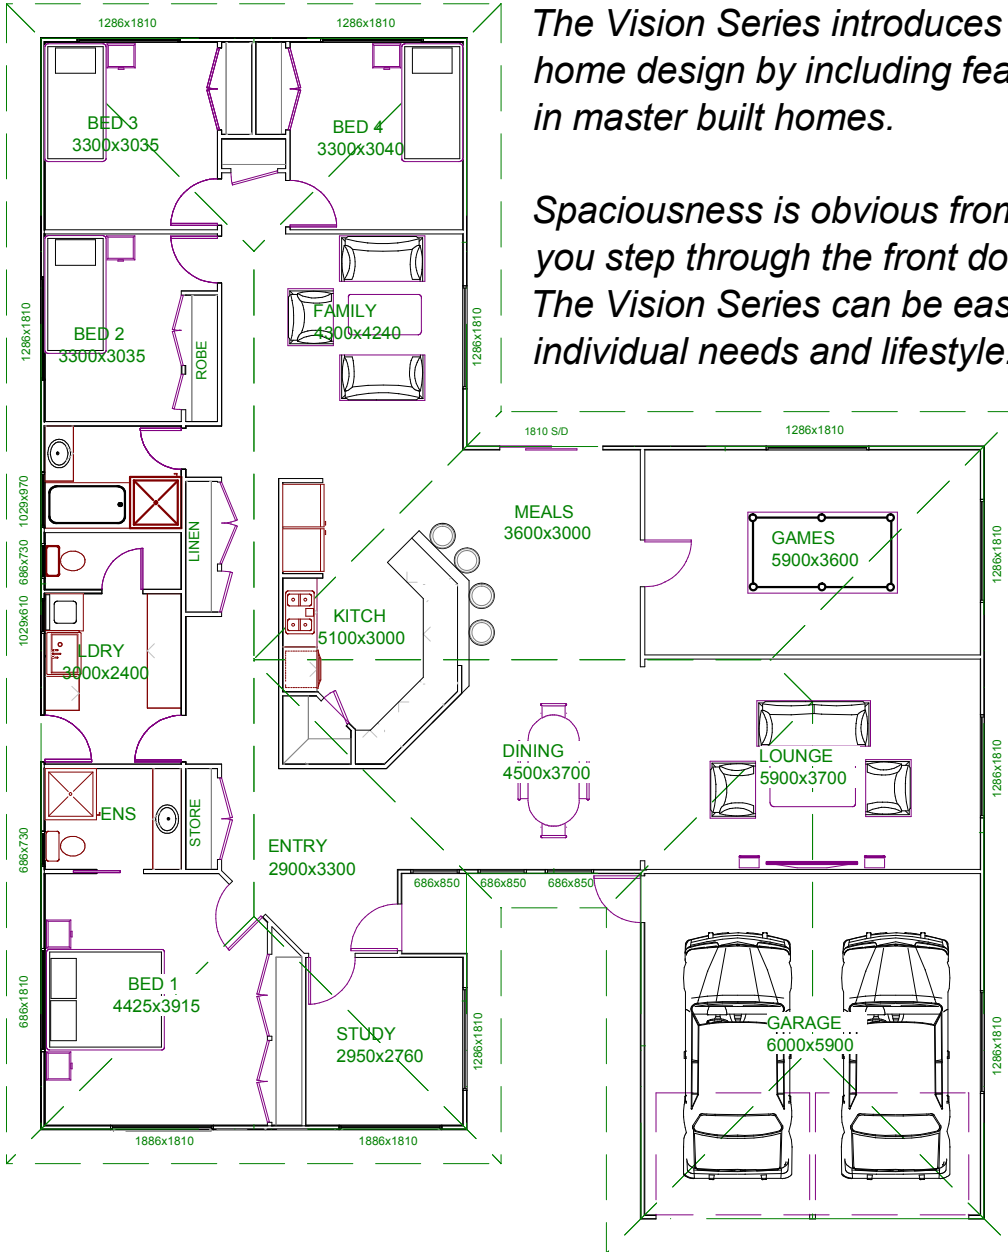 The Vision Series introduces
home design by including fea
in master built homes.
Spaciousness is obvious from
you step through the front do
The Vision Series can be eas
individual needs and lifestyle.
1286x1810
1286x1810
BED 3
3300x3035
BED 4
3300x3040
BED 2
3300x3035
ROBE
FAMILY
4300x4240
1286x1810
1286x1810
1810 S/D
1286x1810
1029x970
LINEN
MEALS
3600x3000
GAMES
5900x3600
1286x1810
686x730
1029x610
KITCH
5100x3000
LDRY
3000x2400
DINING
4500x3700
LOUNGE
5900x3700
1286x1810
ENS
STORE
686x730
ENTRY
2900x3300
686x850
686x850
686x850
BED 1
4425x3915
686x1810
STUDY
2950x2760
1286x1810
GARAGE
6000x5900
1286x1810
1886x1810
1886x1810